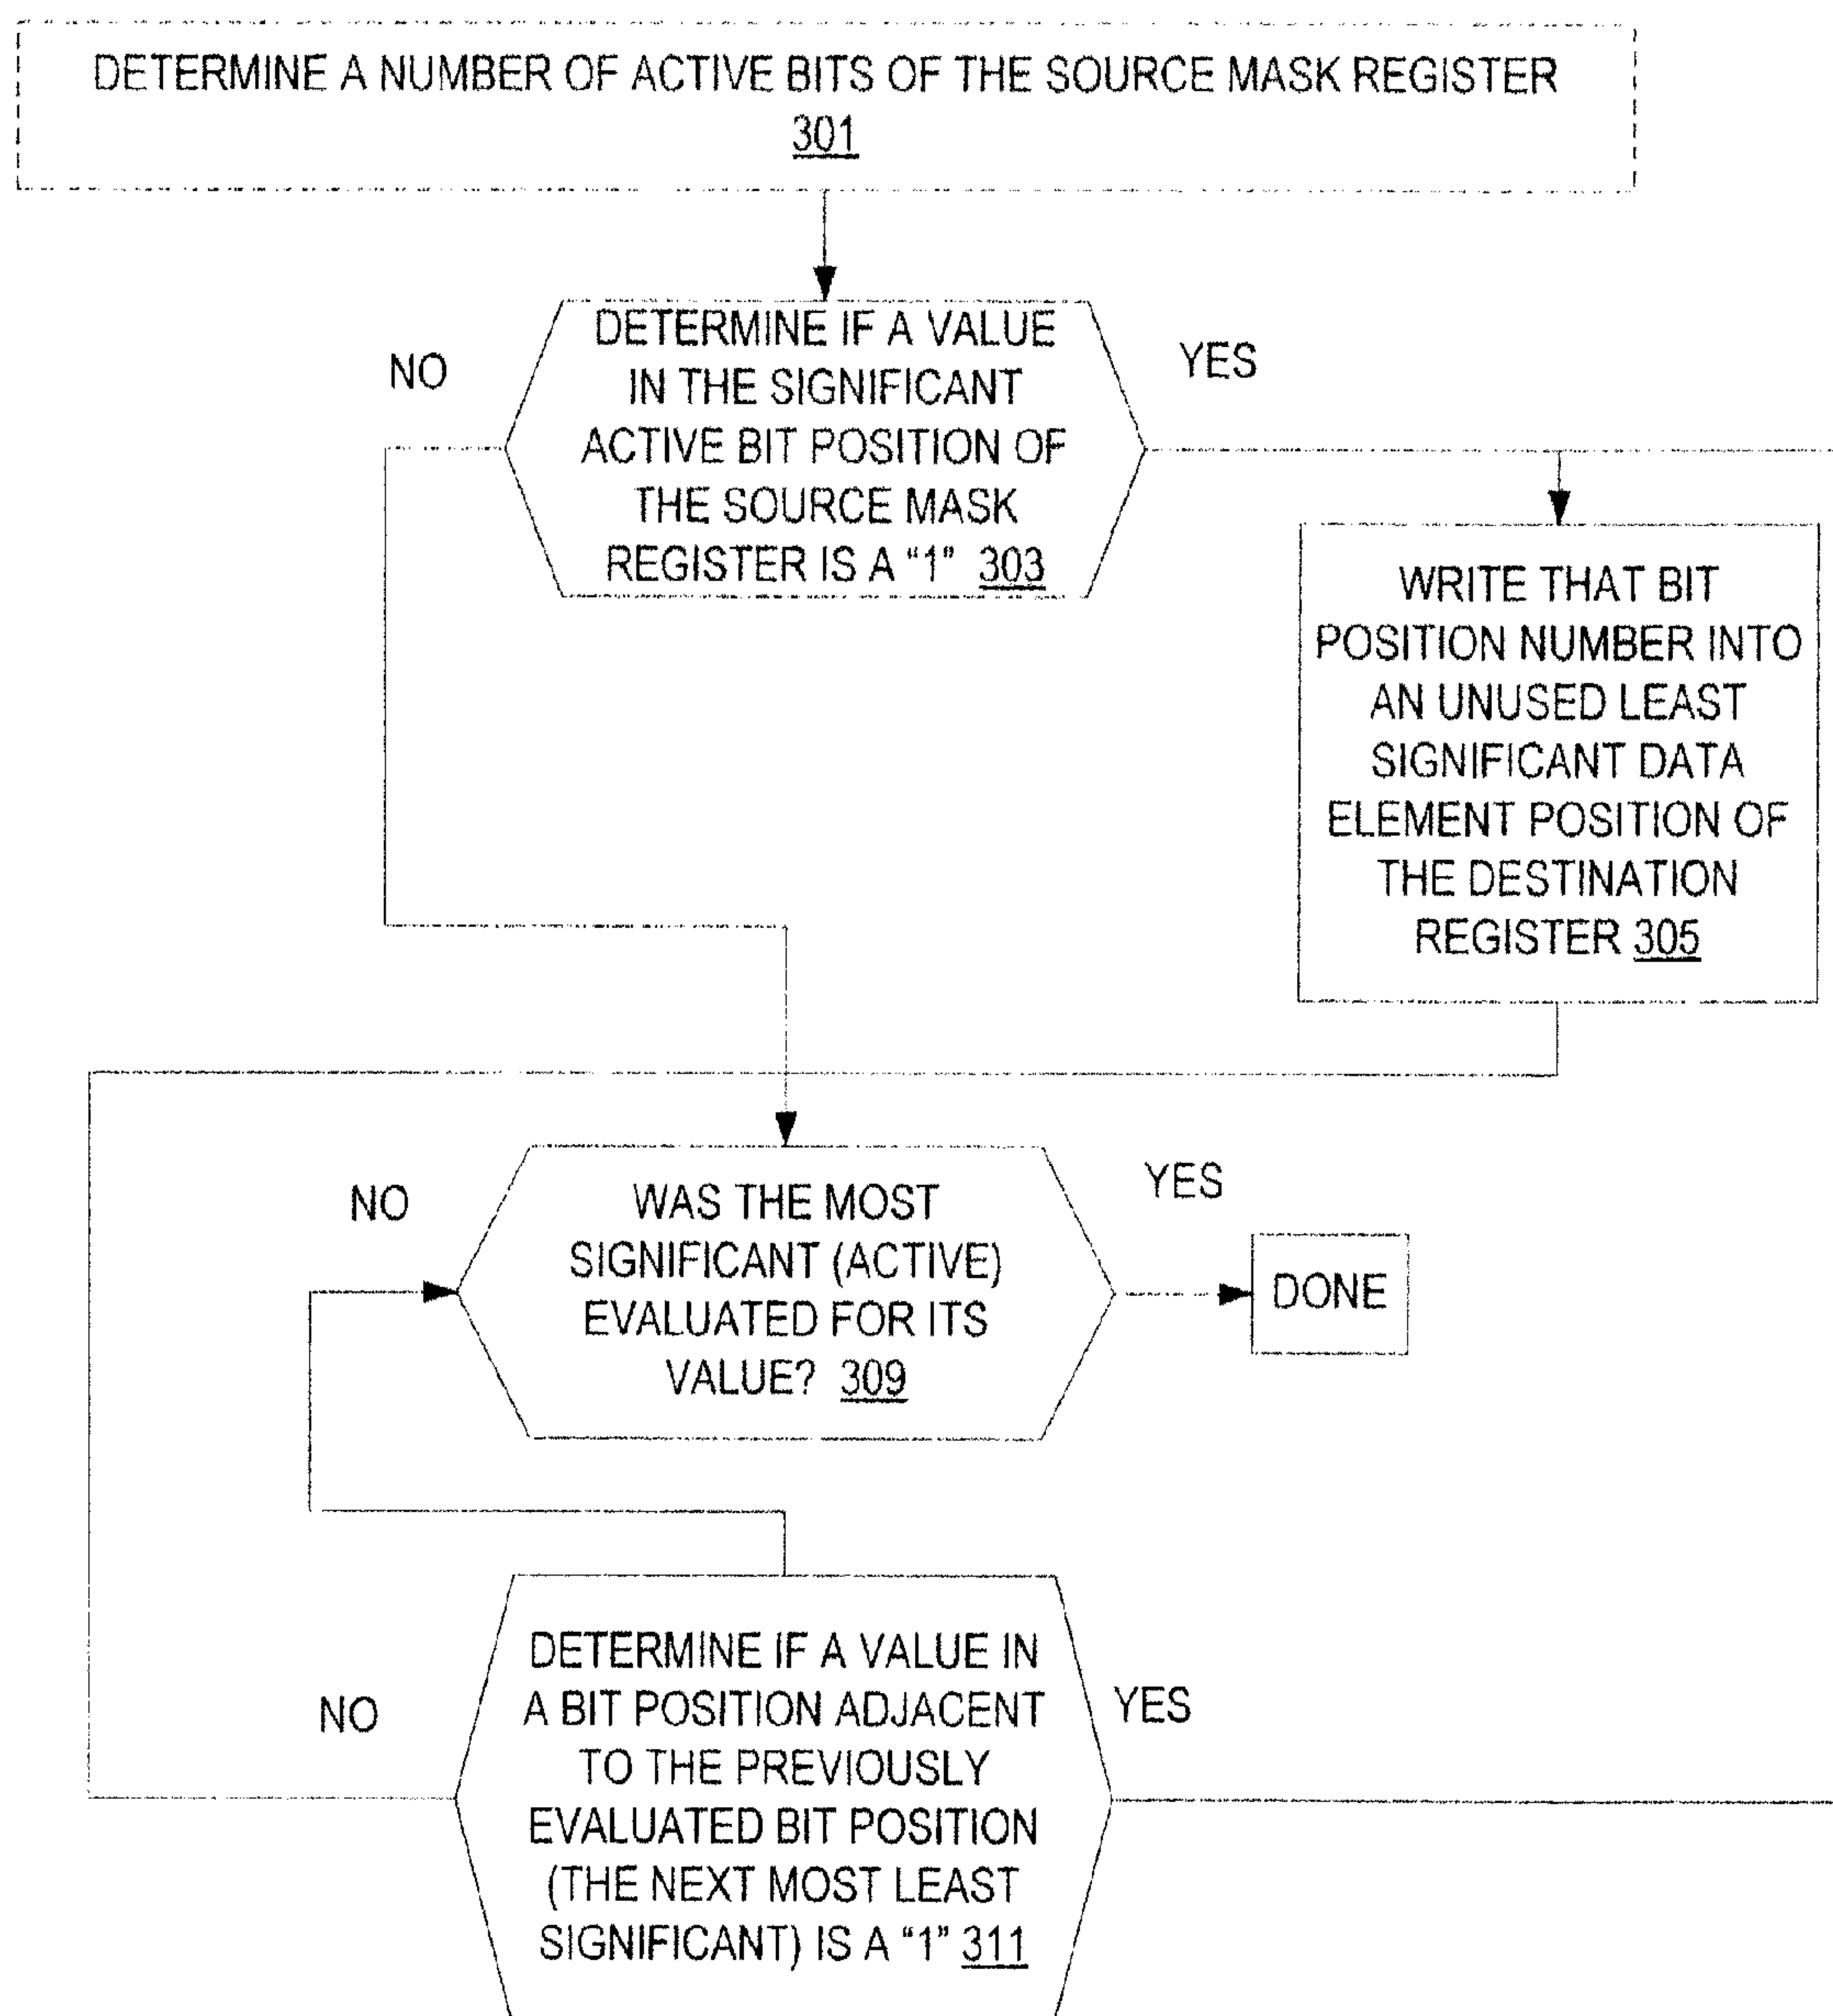 DETERMINE A NUMBER OF ACTIVE BITS OF THE SOURCE MASK REGISTER
301
NO
DETERMINE IF A VALUE
IN THE SIGNIFICANT
ACTIVE BIT POSITION OF
THE SOURCE MASK
REGISTER IS A “1” 303
YES
WRITE THAT BIT
POSITION NUMBER INTO
AN UNUSED LEAST
SIGNIFICANT DATA
ELEMENT POSITION OF
THE DESTINATION
REGISTER 305
NO
WAS THE MOST
SIGNIFICANT (ACTIVE)
EVALUATED FOR ITS
VALUE? 309
YES
DONE
NO
DETERMINE IF A VALUE IN
A BIT POSITION ADJACENT
TO THE PREVIOUSLY
EVALUATED BIT POSITION
(THE NEXT MOST LEAST
SIGNIFICANT) IS A “1” 311
YES